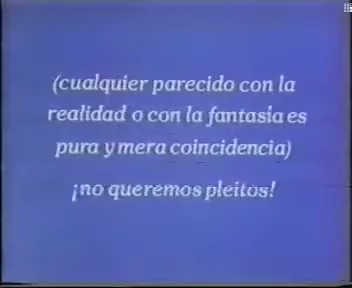 (cualquier parecido con la
realidad o con la fantasia es
pura y mera coincidencia)
¡no queremos pleitos!